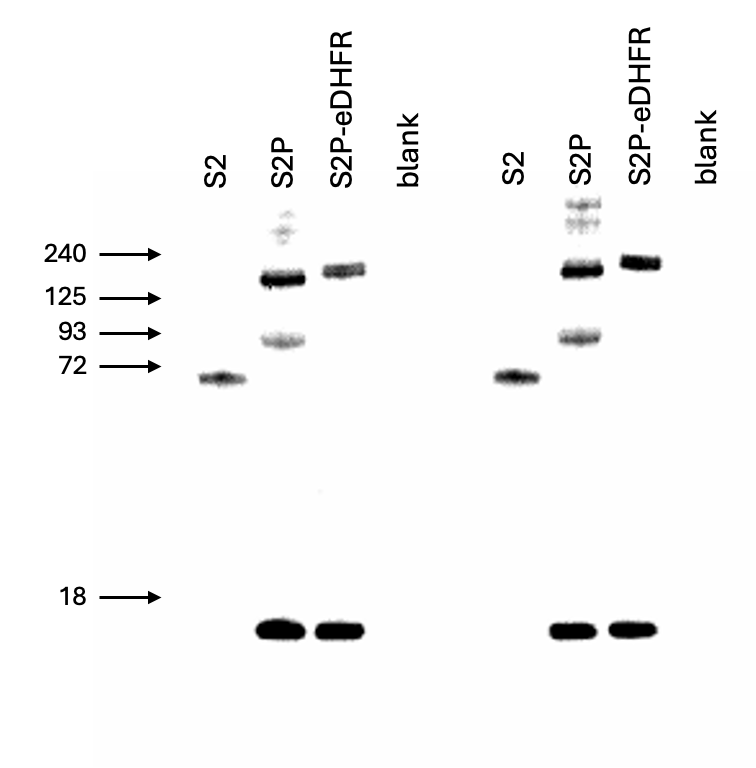 S2
S2P
S2P-eDHFR
blank
S2
S2P
S2P-eDHFR
blank
240
125
93
72
18